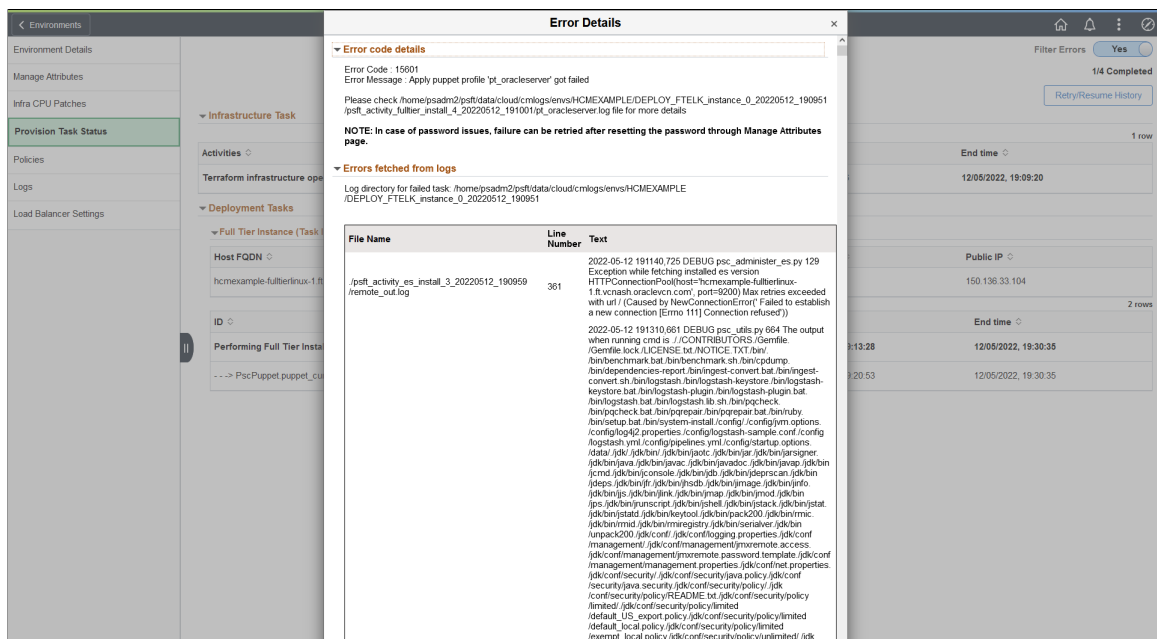 Environments
Error Details
×
Environment Details
Manage Attributes
Infra CPU Patches
Provision Task Status
Policies
Logs
Load Balancer Settings
Filter Errors Yes
1/4 Completed
Retry/Resume History
Infrastructure Task
1 row
Activities End time
Terraform infrastructure ope 12/05/2022, 19:09:20
Deployment Tasks
Full Tier Instance (Task
Host FQDN Public IP
hcmexample-fulltierlinux-1.ft 150.136.33.104
2 rows
ID End time
Performing Full Tier Insta 9:13:28 12/05/2022, 19:30:35
- - -> PscPuppet.puppet_cu 9:20:53 12/05/2022, 19:30:35
Error code details
Error Code : 15601
Error Message : Apply puppet profile 'pt_oracleserver' got failed
Please check /home/psadm2/psft/data/cloud/cmlogs/envs/HCMEXAMPLE/DEPLOY_FTELK_instance_0_20220512_190951
/psft_activity_fulltier_install_4_20220512_191001/pt_oracleserver.log file for more details
NOTE: In case of password issues, failure can be retried after resetting the password through Manage Attributes
page.
Errors fetched from logs
Log directory for failed task: /home/psadm2/psft/data/cloud/cmlogs/envs/HCMEXAMPLE
/DEPLOY_FTELK_instance_0_20220512_190951
File Name Line Number Text
./psft_activity_es_install_3_20220512_190959
/remote_out.log
361
2022-05-12 191140,725 DEBUG psc_administer_es.py 129
Exception while fetching installed es version
HTTPConnectionPool(host='hcmexample-fulltierlinux-
1.ft.vcnash.oraclevcn.com', port=9200) Max retries exceeded
with url / (Caused by NewConnectionError(' Failed to establish
a new connection [Errno 111] Connection refused'))
2022-05-12 191310,661 DEBUG psc_utils.py 664 The output
when running cmd is ./ ./CONTRIBUTORS./Gemfile.
/Gemfile.lock./LICENSE.txt./NOTICE.TXT./bin/.
/bin/benchmark.bat./bin/benchmark.sh./bin/cpdump.
/bin/dependencies-report./bin/ingest-convert.bat./bin/ingest-
convert.sh./bin/logstash./bin/logstash-keystore./bin/logstash-
keystore.bat./bin/logstash-plugin./bin/logstash-plugin.bat.
/bin/logstash.bat./bin/logstash.lib.sh./bin/pqcheck.
/bin/pqcheck.bat./bin/pqrepair./bin/pqrepair.bat./bin/ruby.
/bin/setup.bat./bin/system-install./config/./config/jvm.options.
/config/log4j2.properties./config/logstash-sample.conf./config
/logstash.yml./config/pipelines.yml./config/startup.options.
/data/./jdk/./jdk/bin/./jdk/bin/jaotc./jdk/bin/jar./jdk/bin/jarsigner.
/jdk/bin/java./jdk/bin/javac./jdk/bin/javadoc./jdk/bin/javap./jdk/bin
/jcmd./jdk/bin/jconsole./jdk/bin/jdb./jdk/bin/jdeprscan./jdk/bin
/jdeps./jdk/bin/jfr./jdk/bin/jhsdb./jdk/bin/jimage./jdk/bin/jinfo.
/jdk/bin/jjs./jdk/bin/jlink./jdk/bin/jmap./jdk/bin/jmod./jdk/bin
/jps./jdk/bin/jrunscript./jdk/bin/jshell./jdk/bin/jstack./jdk/bin/jstat.
/jdk/bin/jstatd./jdk/bin/keytool./jdk/bin/pack200./jdk/bin/rmic.
/jdk/bin/rmid./jdk/bin/rmiregistry./jdk/bin/serialver./jdk/bin
/unpack200./jdk/conf/./jdk/conf/logging.properties./jdk/conf
/management/./jdk/conf/management/jmxremote.access.
/jdk/conf/management/jmxremote.password.template./jdk/conf
/management/management.properties./jdk/conf/net.properties.
/jdk/conf/security/./jdk/conf/security/java.policy./jdk/conf
/security/java.security./jdk/conf/security/policy/./jdk
/conf/security/policy/README.txt./jdk/conf/security/policy
/limited/./jdk/conf/security/policy/limited
/default_US_export.policy./jdk/conf/security/policy/limited
/default_local.policy./jdk/conf/security/policy/limited
/exempt_local.policy./jdk/conf/security/policy/unlimited/./jdk